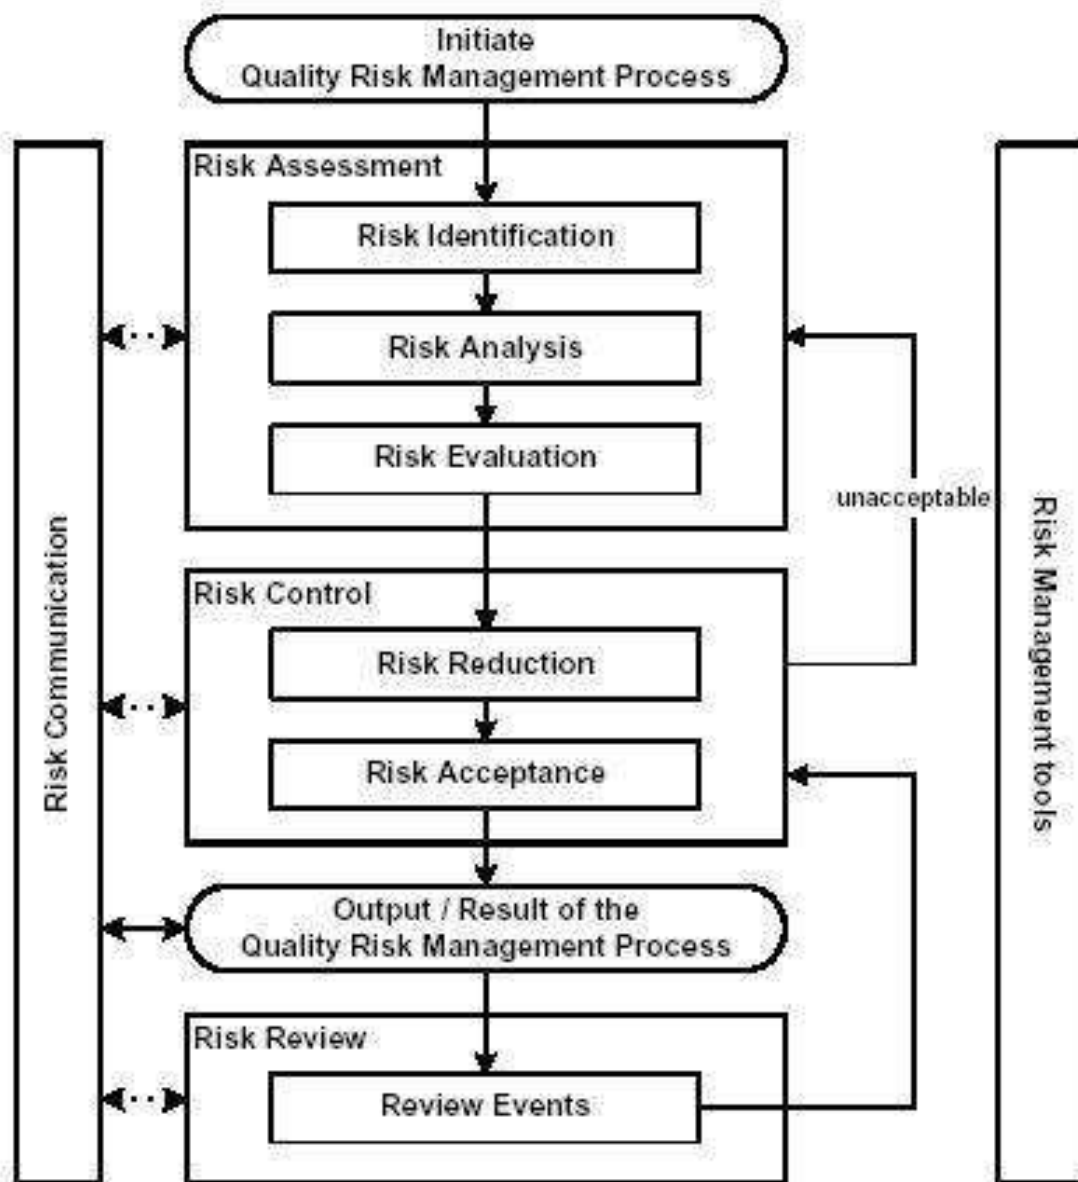 Initiate
Quality Risk Management Process
Risk Assessment
Risk Identification
Risk Analysis
Risk Evaluation
unacceptable
Risk Control
Risk Reduction
Risk Acceptance
Output / Result of the
Quality Risk Management Process
Risk Review
Review Events
Risk Communication
Risk Management tools